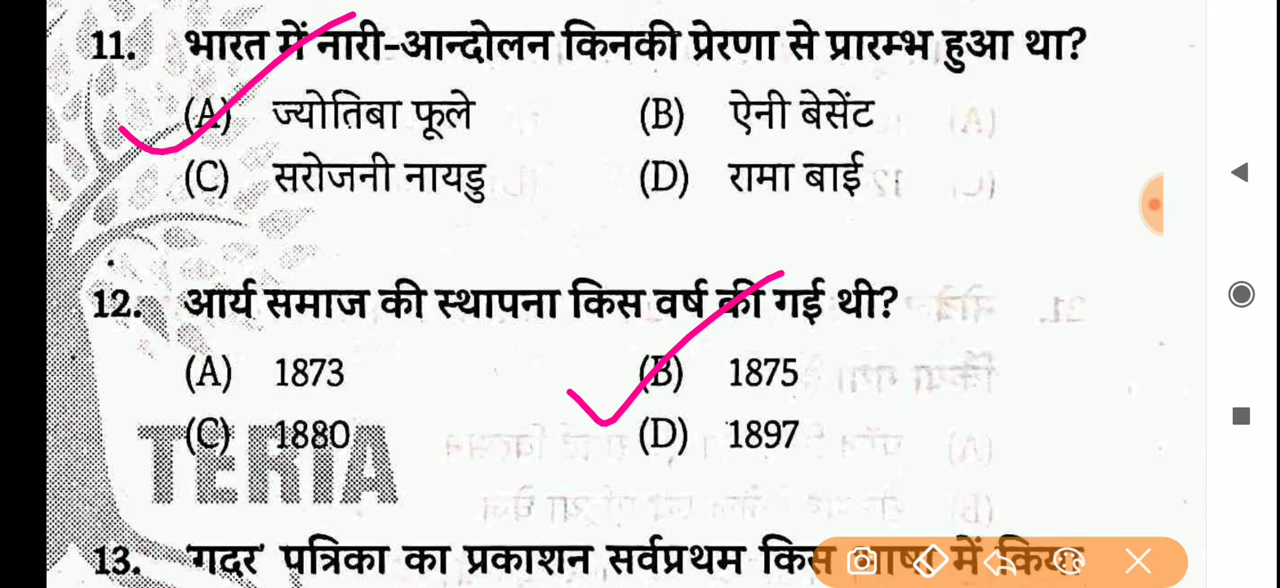 11. भारत में नारी-आन्दोलन किनकी प्रेरणा से प्रारम्भ हुआ था?
(A) ज्योतिबा फूले (B) ऐनी बेसेंट
(C) सरोजनी नायडु (D) रामा बाई
12. आर्य समाज की स्थापना किस वर्ष की गई थी?
(A) 1873 (B) 1875
(C) 1880 (D) 1897
TERIA
13. 'गदर' पत्रिका का प्रकाशन सर्वप्रथम किस भाषा में किया